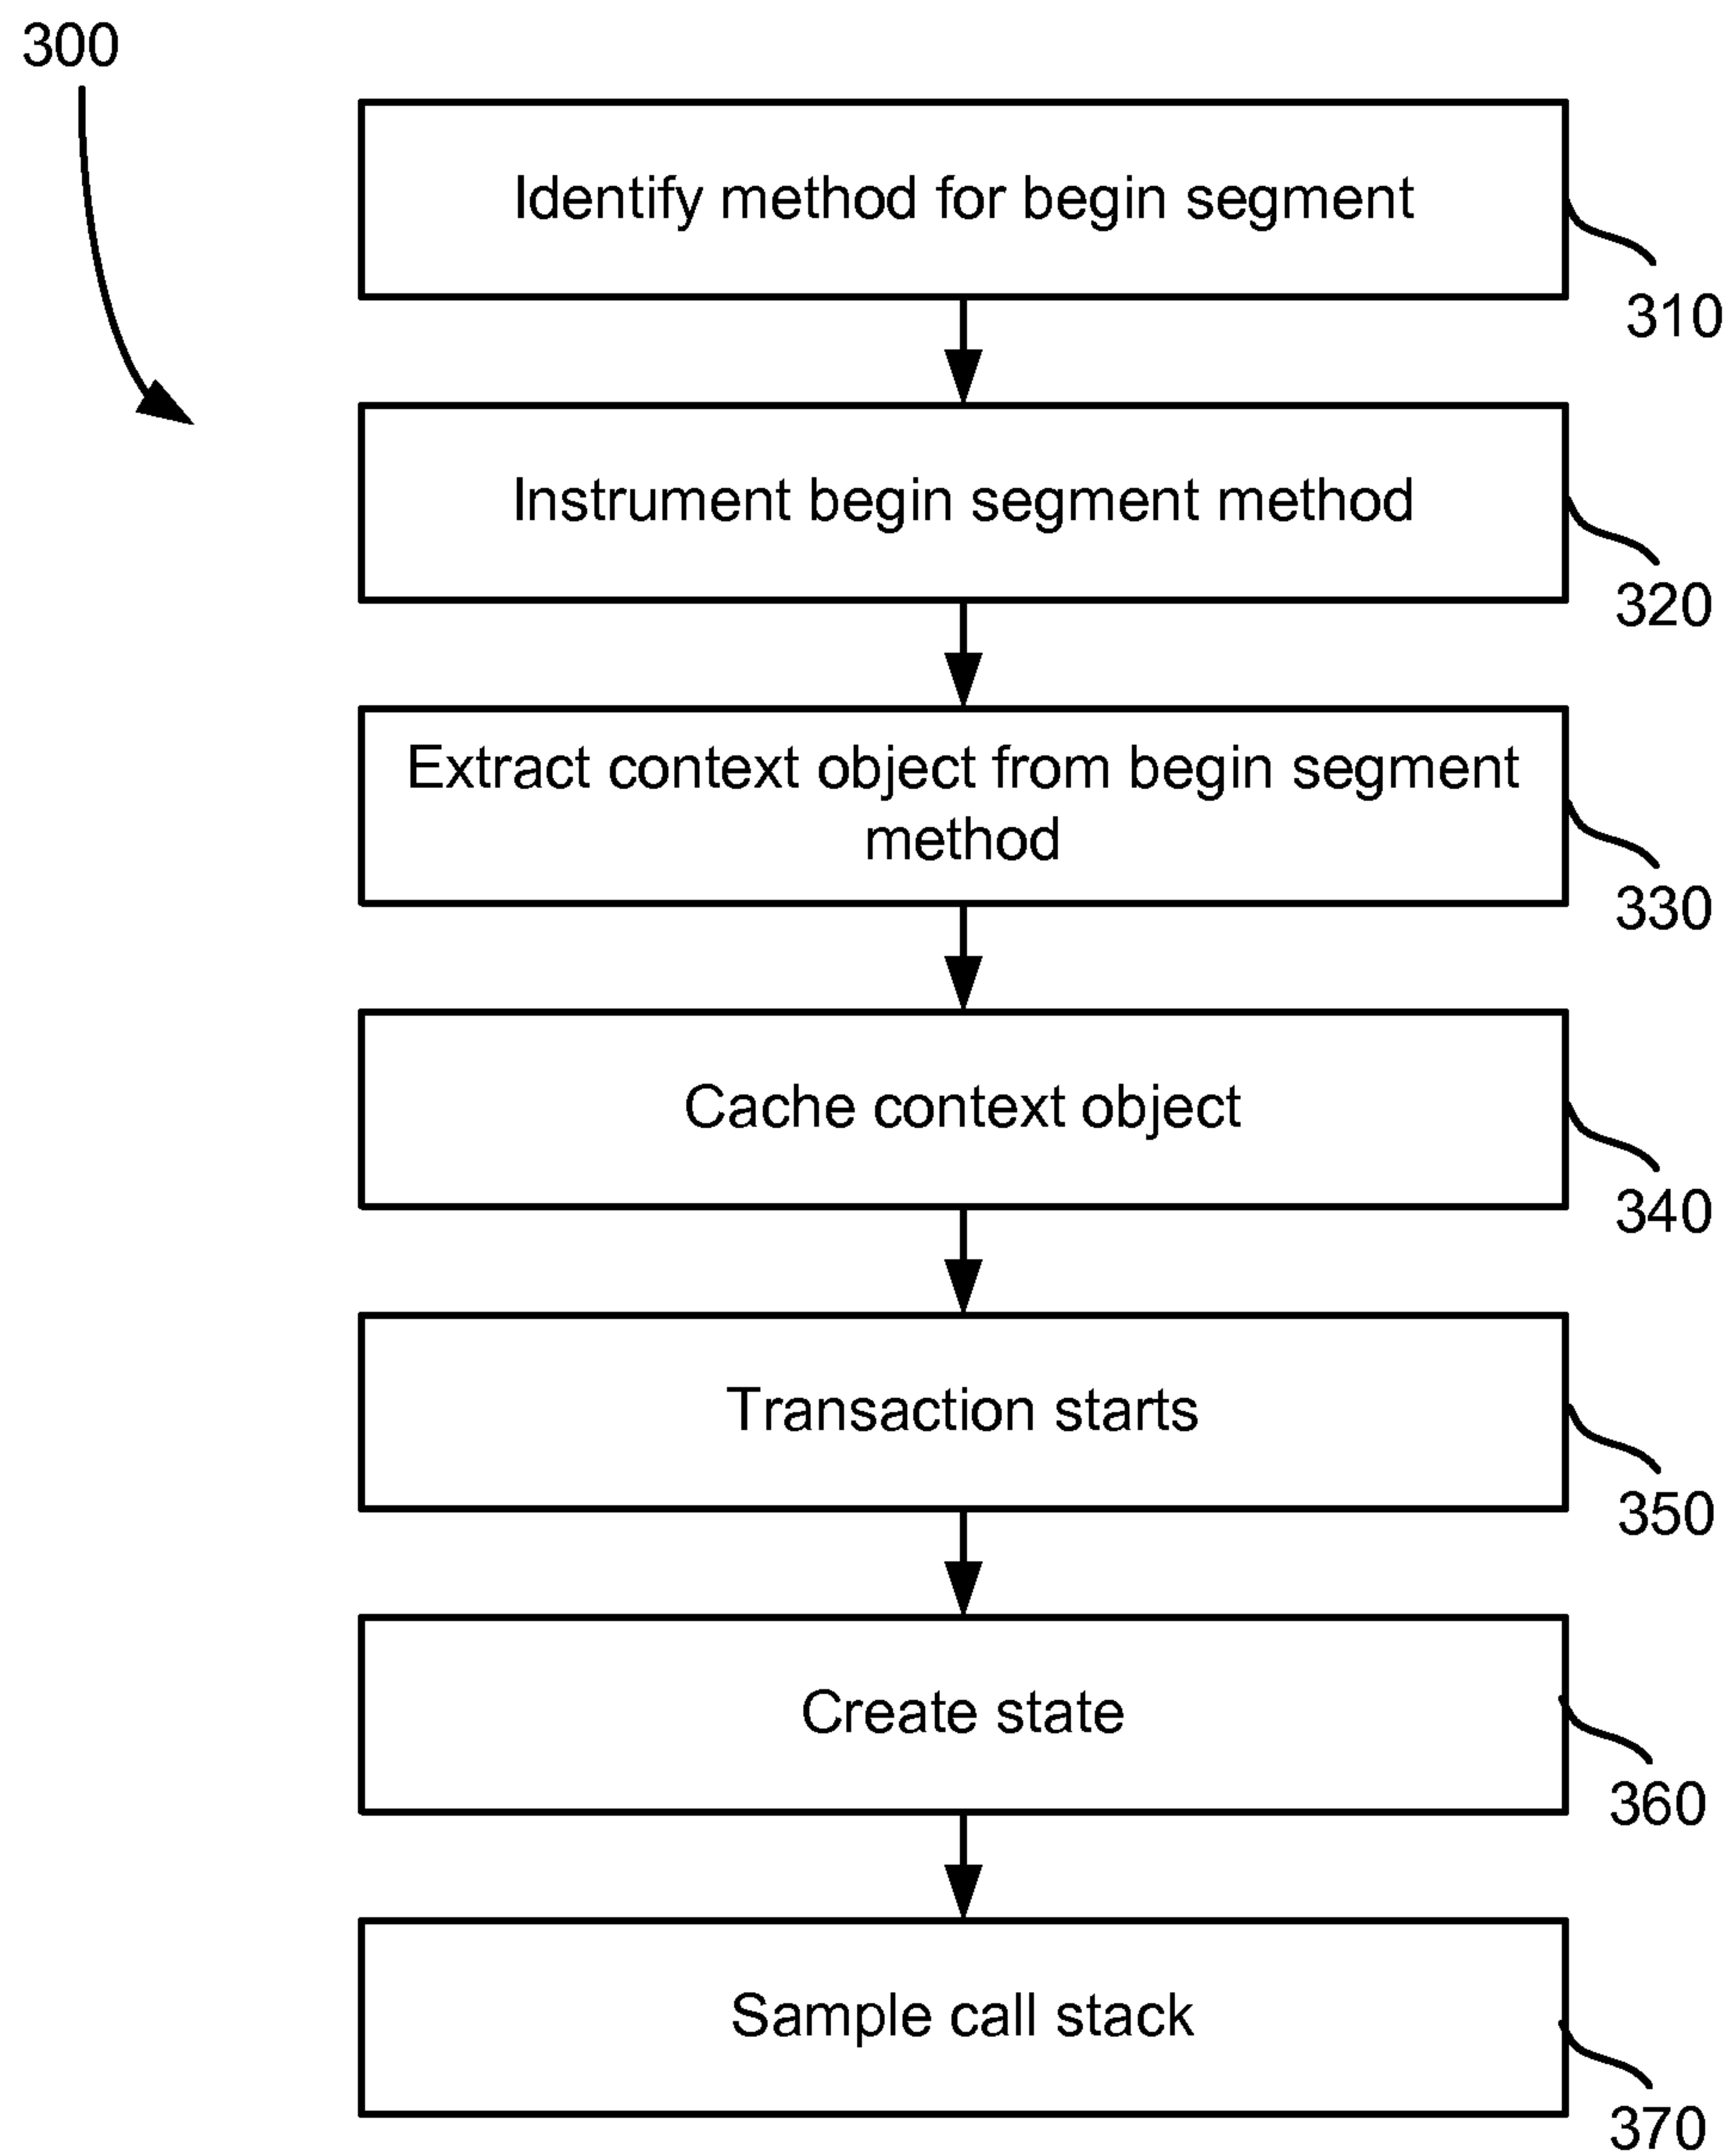 300
Identify method for begin segment
310
Instrument begin segment method
320
Extract context object from begin segment
method
330
Cache context object
340
Transaction starts
350
Create state
360
Sample call stack
370